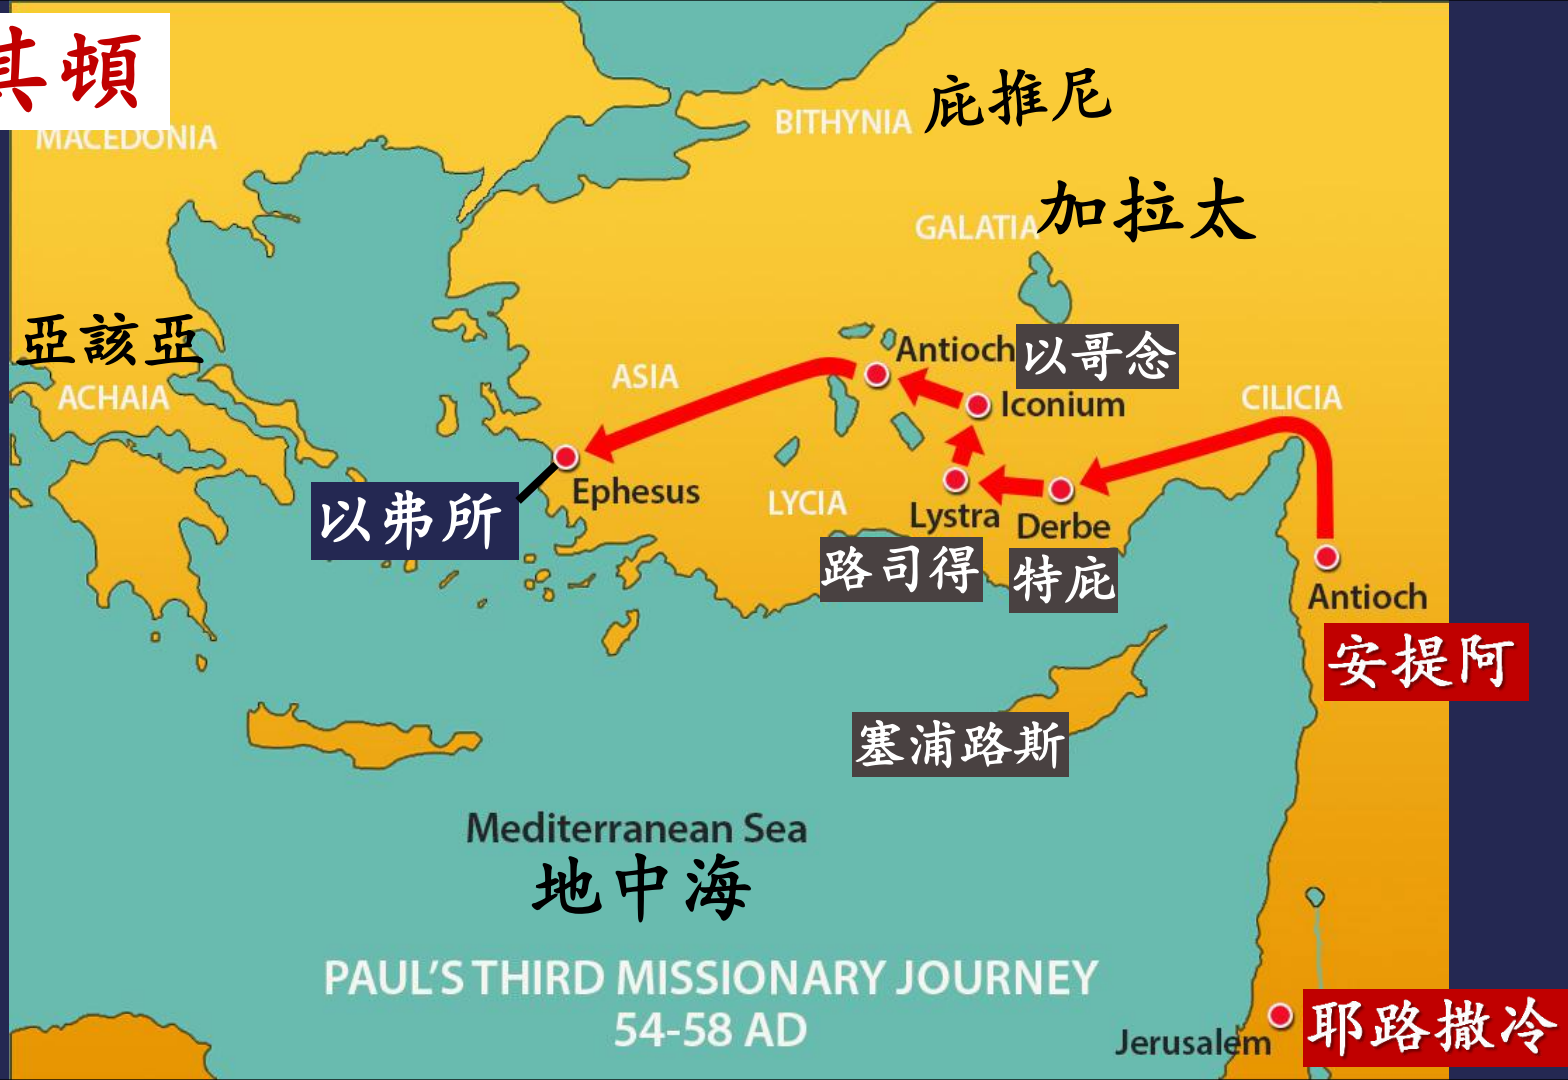 其頓
MACEDONIA
BITHYNIA 庇推尼
GALATIA 加拉太
亞該亞
ACHAIA
ASIA
Antioch 以哥念
Iconium
CILICIA
Ephesus
以弗所
LYCIA
Lystra
Derbe
路司得
特庇
Antioch
安提阿
塞浦路斯
Mediterranean Sea
地中海
PAUL'S THIRD MISSIONARY JOURNEY
54-58 AD
Jerusalem
耶路撒冷